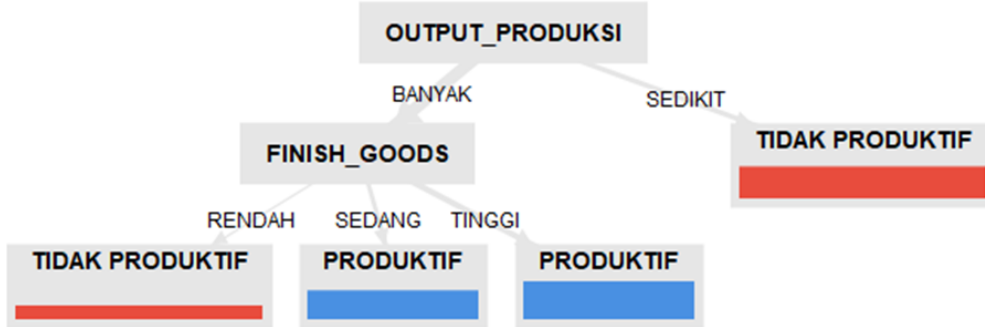 OUTPUT_PRODUKSI
BANYAK
SEDIKIT
FINISH_GOODS
TIDAK PRODUKTIF
RENDAH
SEDANG
TINGGI
TIDAK PRODUKTIF
PRODUKTIF
PRODUKTIF